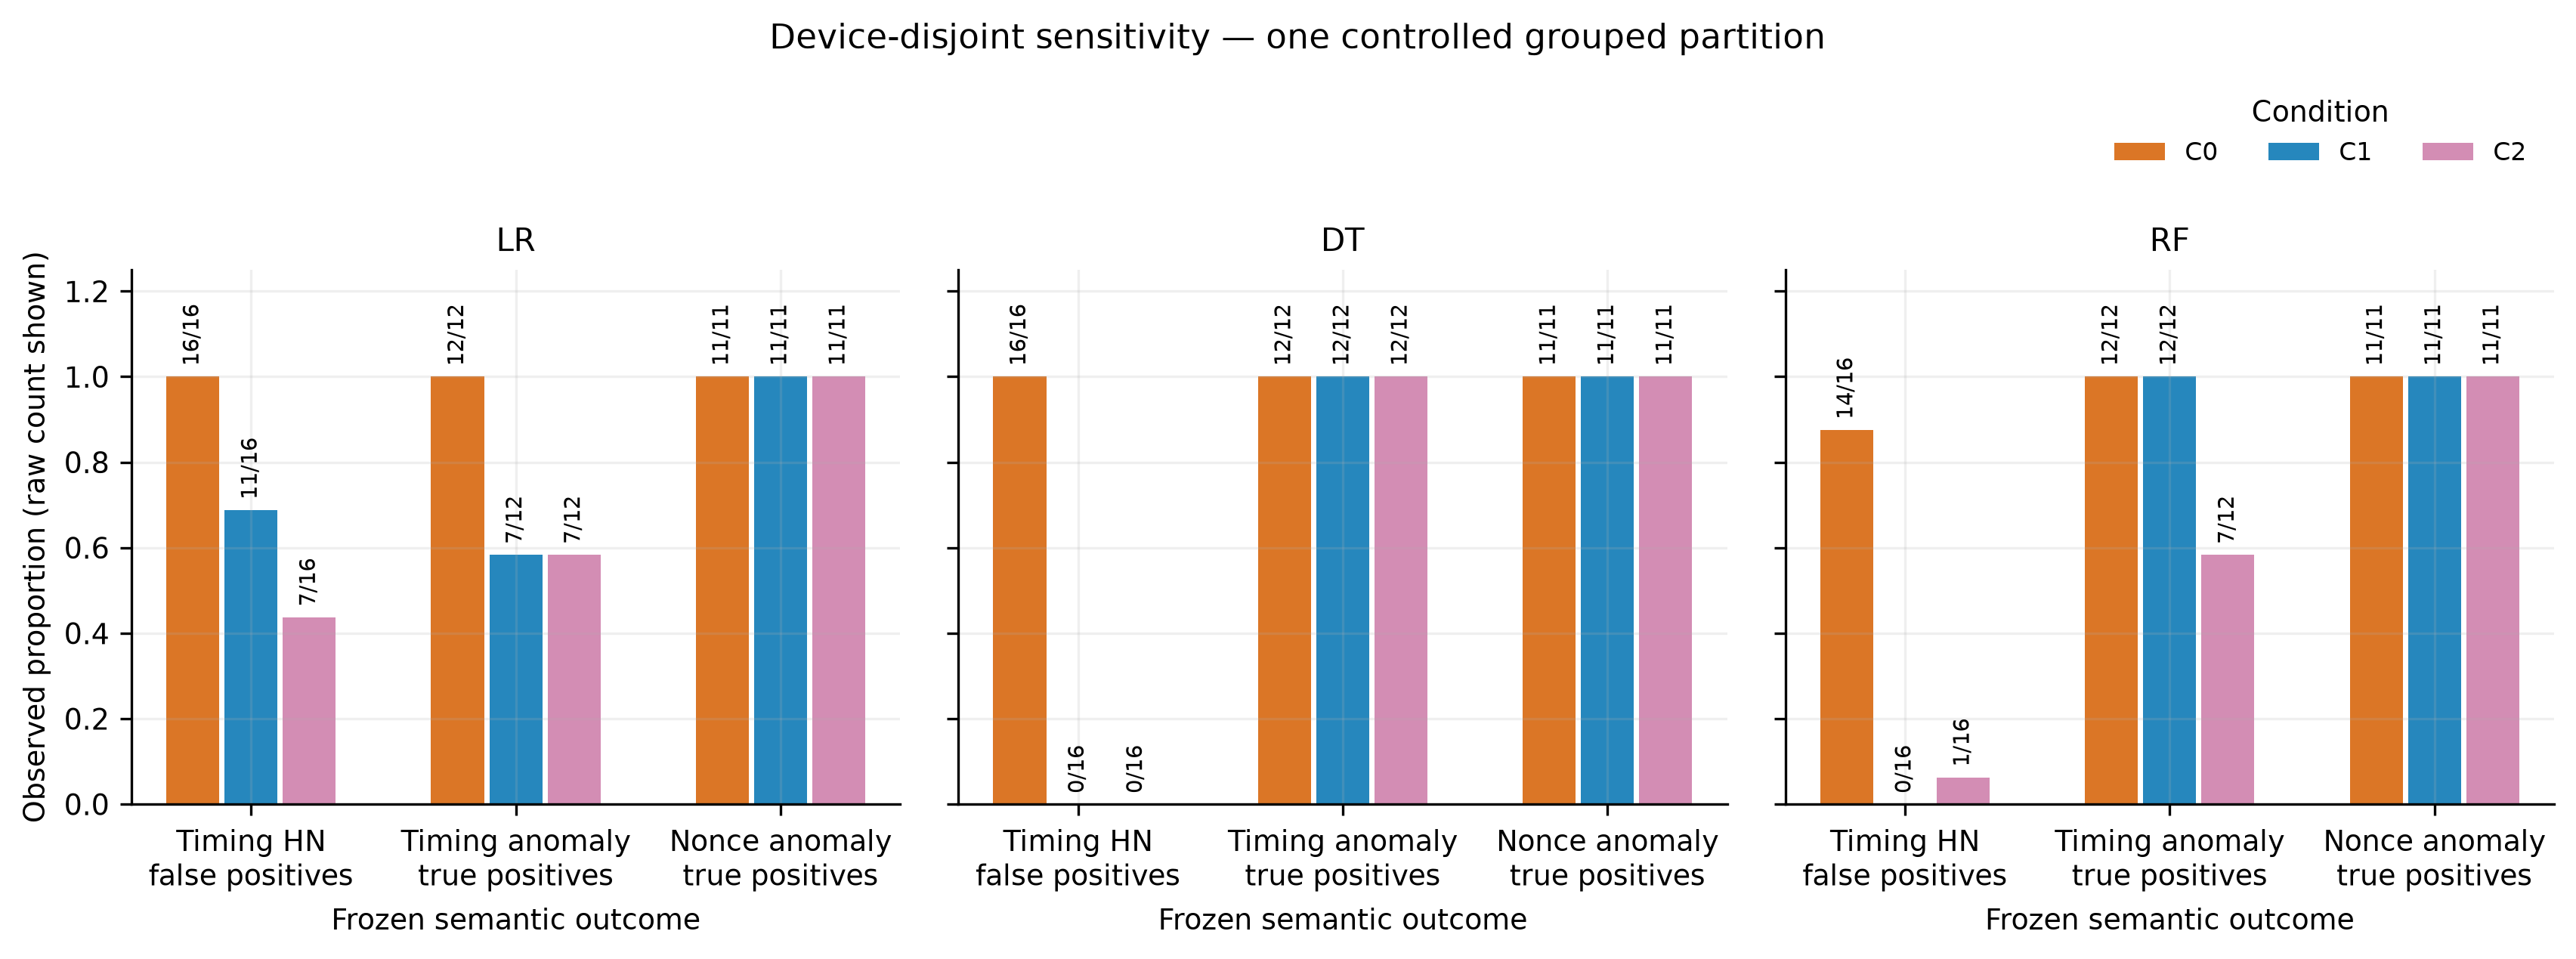 Device-disjoint sensitivity — one controlled grouped partition
Condition
C0 C1 C2
LR
Observed proportion (raw count shown)
1.2
1.0
0.8
0.6
0.4
0.2
0.0
16/16
11/16
7/16
12/12
7/12
7/12
11/11
11/11
11/11
Timing HN
false positives
Timing anomaly
true positives
Nonce anomaly
true positives
Frozen semantic outcome
DT
16/16
0/16
0/16
12/12
12/12
12/12
11/11
11/11
11/11
Timing HN
false positives
Timing anomaly
true positives
Nonce anomaly
true positives
Frozen semantic outcome
RF
14/16
0/16
1/16
12/12
12/12
7/12
11/11
11/11
11/11
Timing HN
false positives
Timing anomaly
true positives
Nonce anomaly
true positives
Frozen semantic outcome